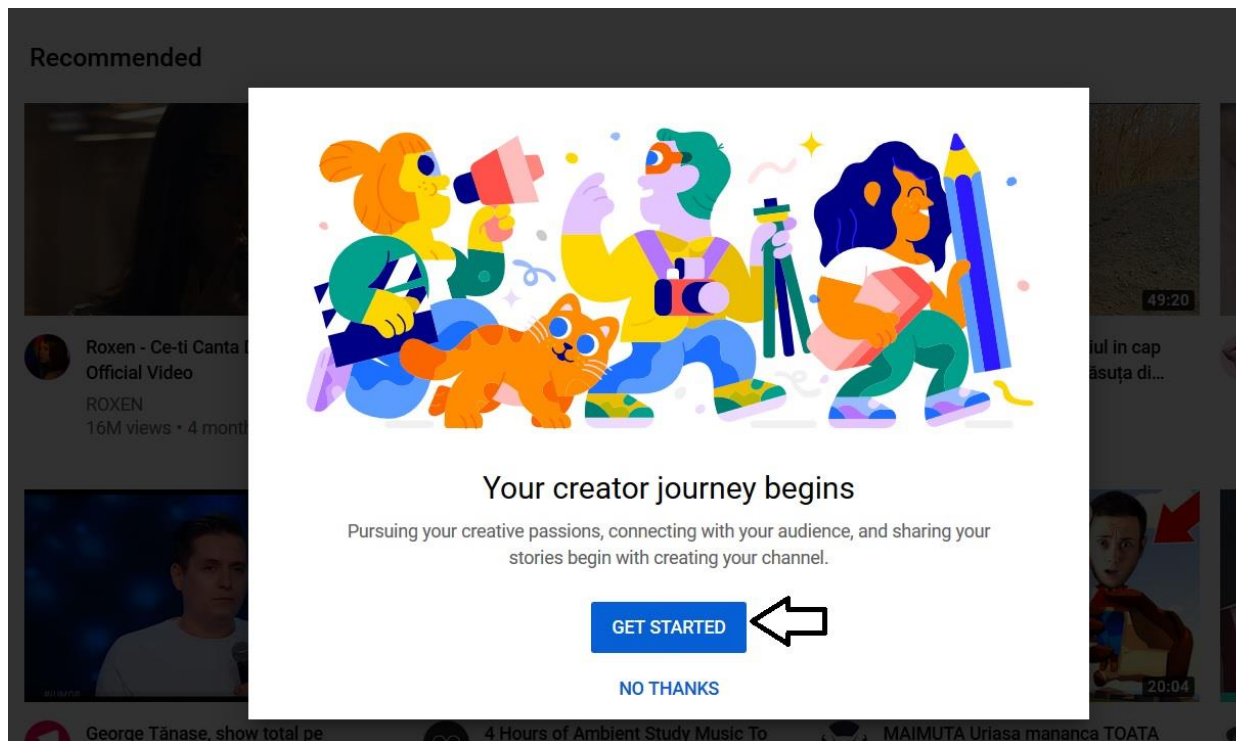 Recommended
49:20
Roxen - Ce-ti Canta
Official Video
ROXEN
16M views • 4
iul in cap
ăsuța di...
Your creator journey begins
Pursuing your creative passions, connecting with your audience, and sharing your
stories begin with creating your channel.
GET STARTED
NO THANKS
20:04
George Tănase, show total pe
4 Hours of Ambient Study Music To
MAIMUTA Uriasa mananca TOATA